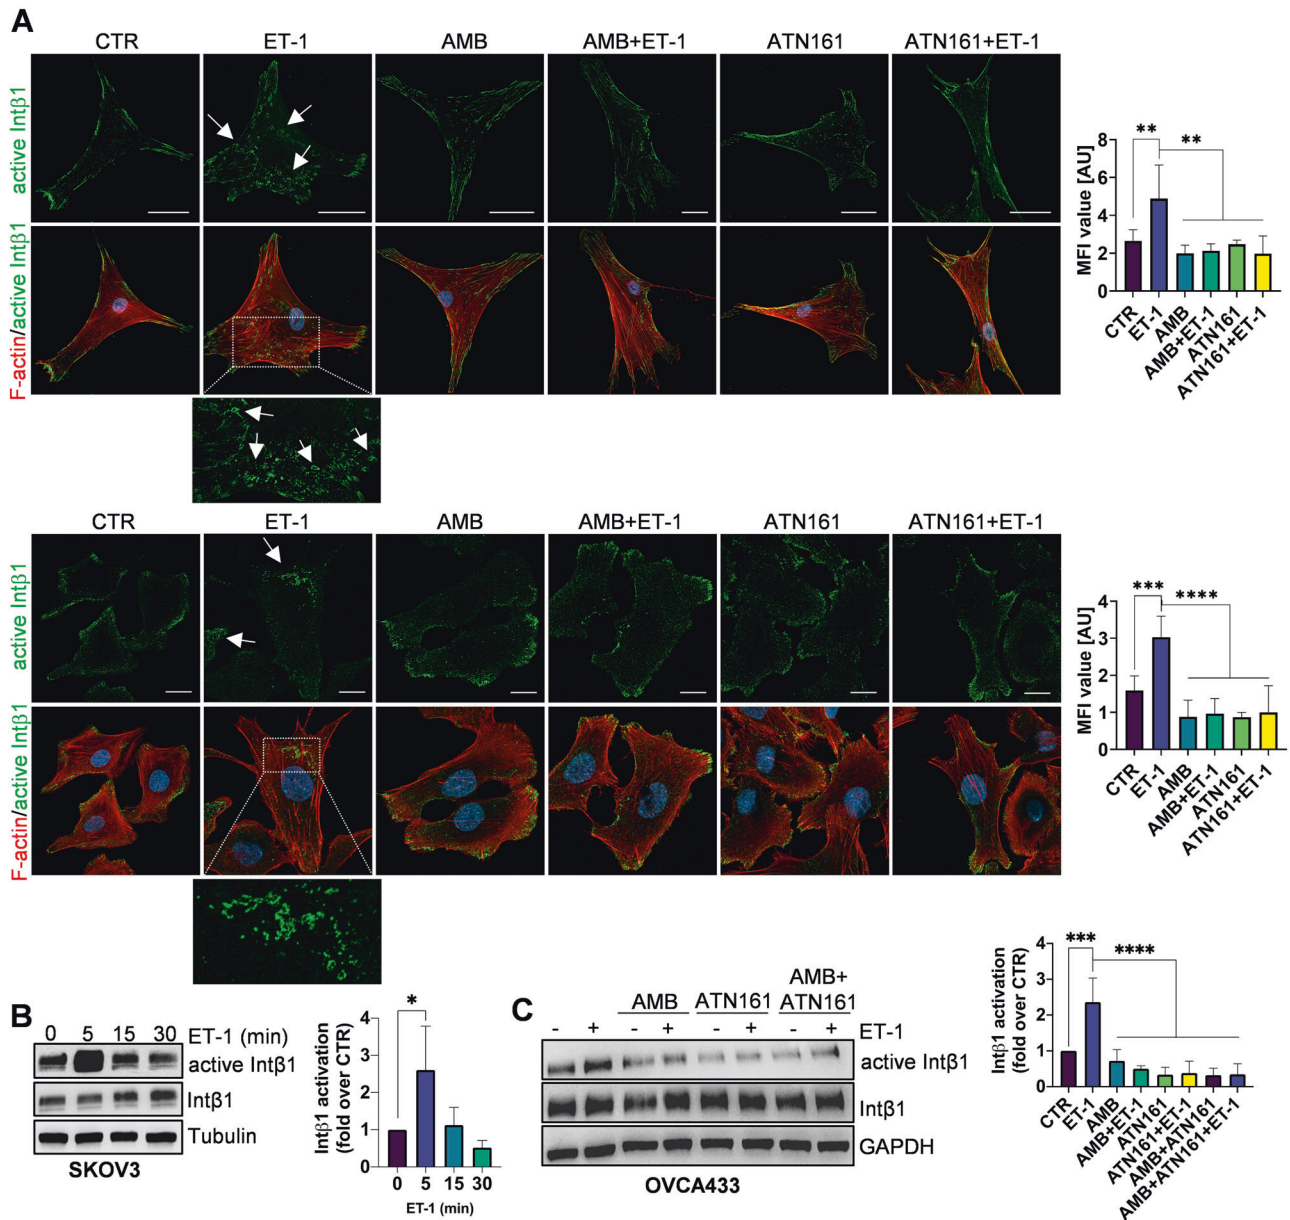 A
CTR ET-1 AMB AMB+ET-1 ATN161 ATN161+ET-1
active Intβ1
F-actin/active Intβ1
MFI value [AU]
8
6
4
2
0
** **
CTR
ET-1
AMB
AMB+ET-1
ATN161
ATN161+ET-1
CTR ET-1 AMB AMB+ET-1 ATN161 ATN161+ET-1
active Intβ1
F-actin/active Intβ1
MFI value [AU]
4
3
2
1
0
*** ****
CTR
ET-1
AMB
AMB+ET-1
ATN161
ATN161+ET-1
B
0 5 15 30 ET-1 (min)
active Intβ1
Intβ1
Tubulin
SKOV3
Intβ1 activation
(fold over CTR)
4
3
2
1
0
*
0 5 15 30
ET-1 (min)
C
AMB ATN161 AMB+
ATN161
- + - + - + - + ET-1
active Intβ1
Intβ1
GAPDH
OVCA433
Intβ1 activation
(fold over CTR)
4
3
2
1
0
*** ****
CTR
ET-1
AMB
AMB+ET-1
ATN161
ATN161+ET-1
AMB+ATN161
AMB+ATN161+ET-1